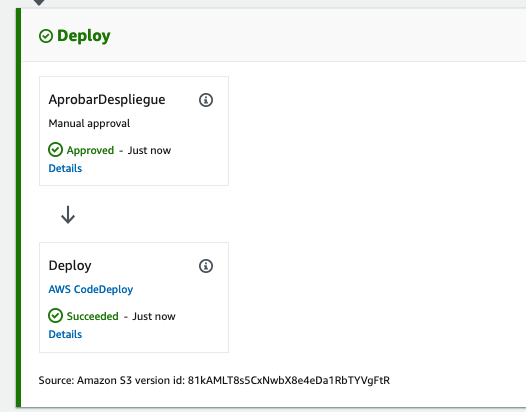 Deploy
AprobarDespliegue
Manual approval
Approved - Just now
Details
Deploy
AWS CodeDeploy
Succeeded - Just now
Details
Source: Amazon S3 version id: 81kAMLT8s5CxNwbX8e4eDa1RbTYVgFtR